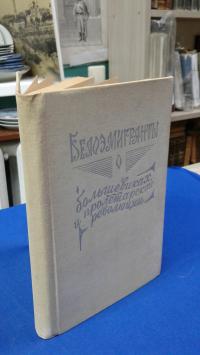 Белоэмигранты
о
большевиках
и пролетарской
революции